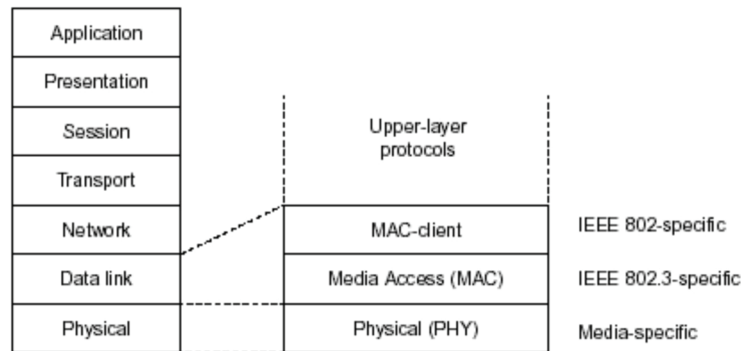 Application
Presentation
Session
Transport
Network
Data link
Physical
Upper-layer
protocols
MAC-client
Media Access (MAC)
Physical (PHY)
IEEE 802-specific
IEEE 802.3-specific
Media-specific